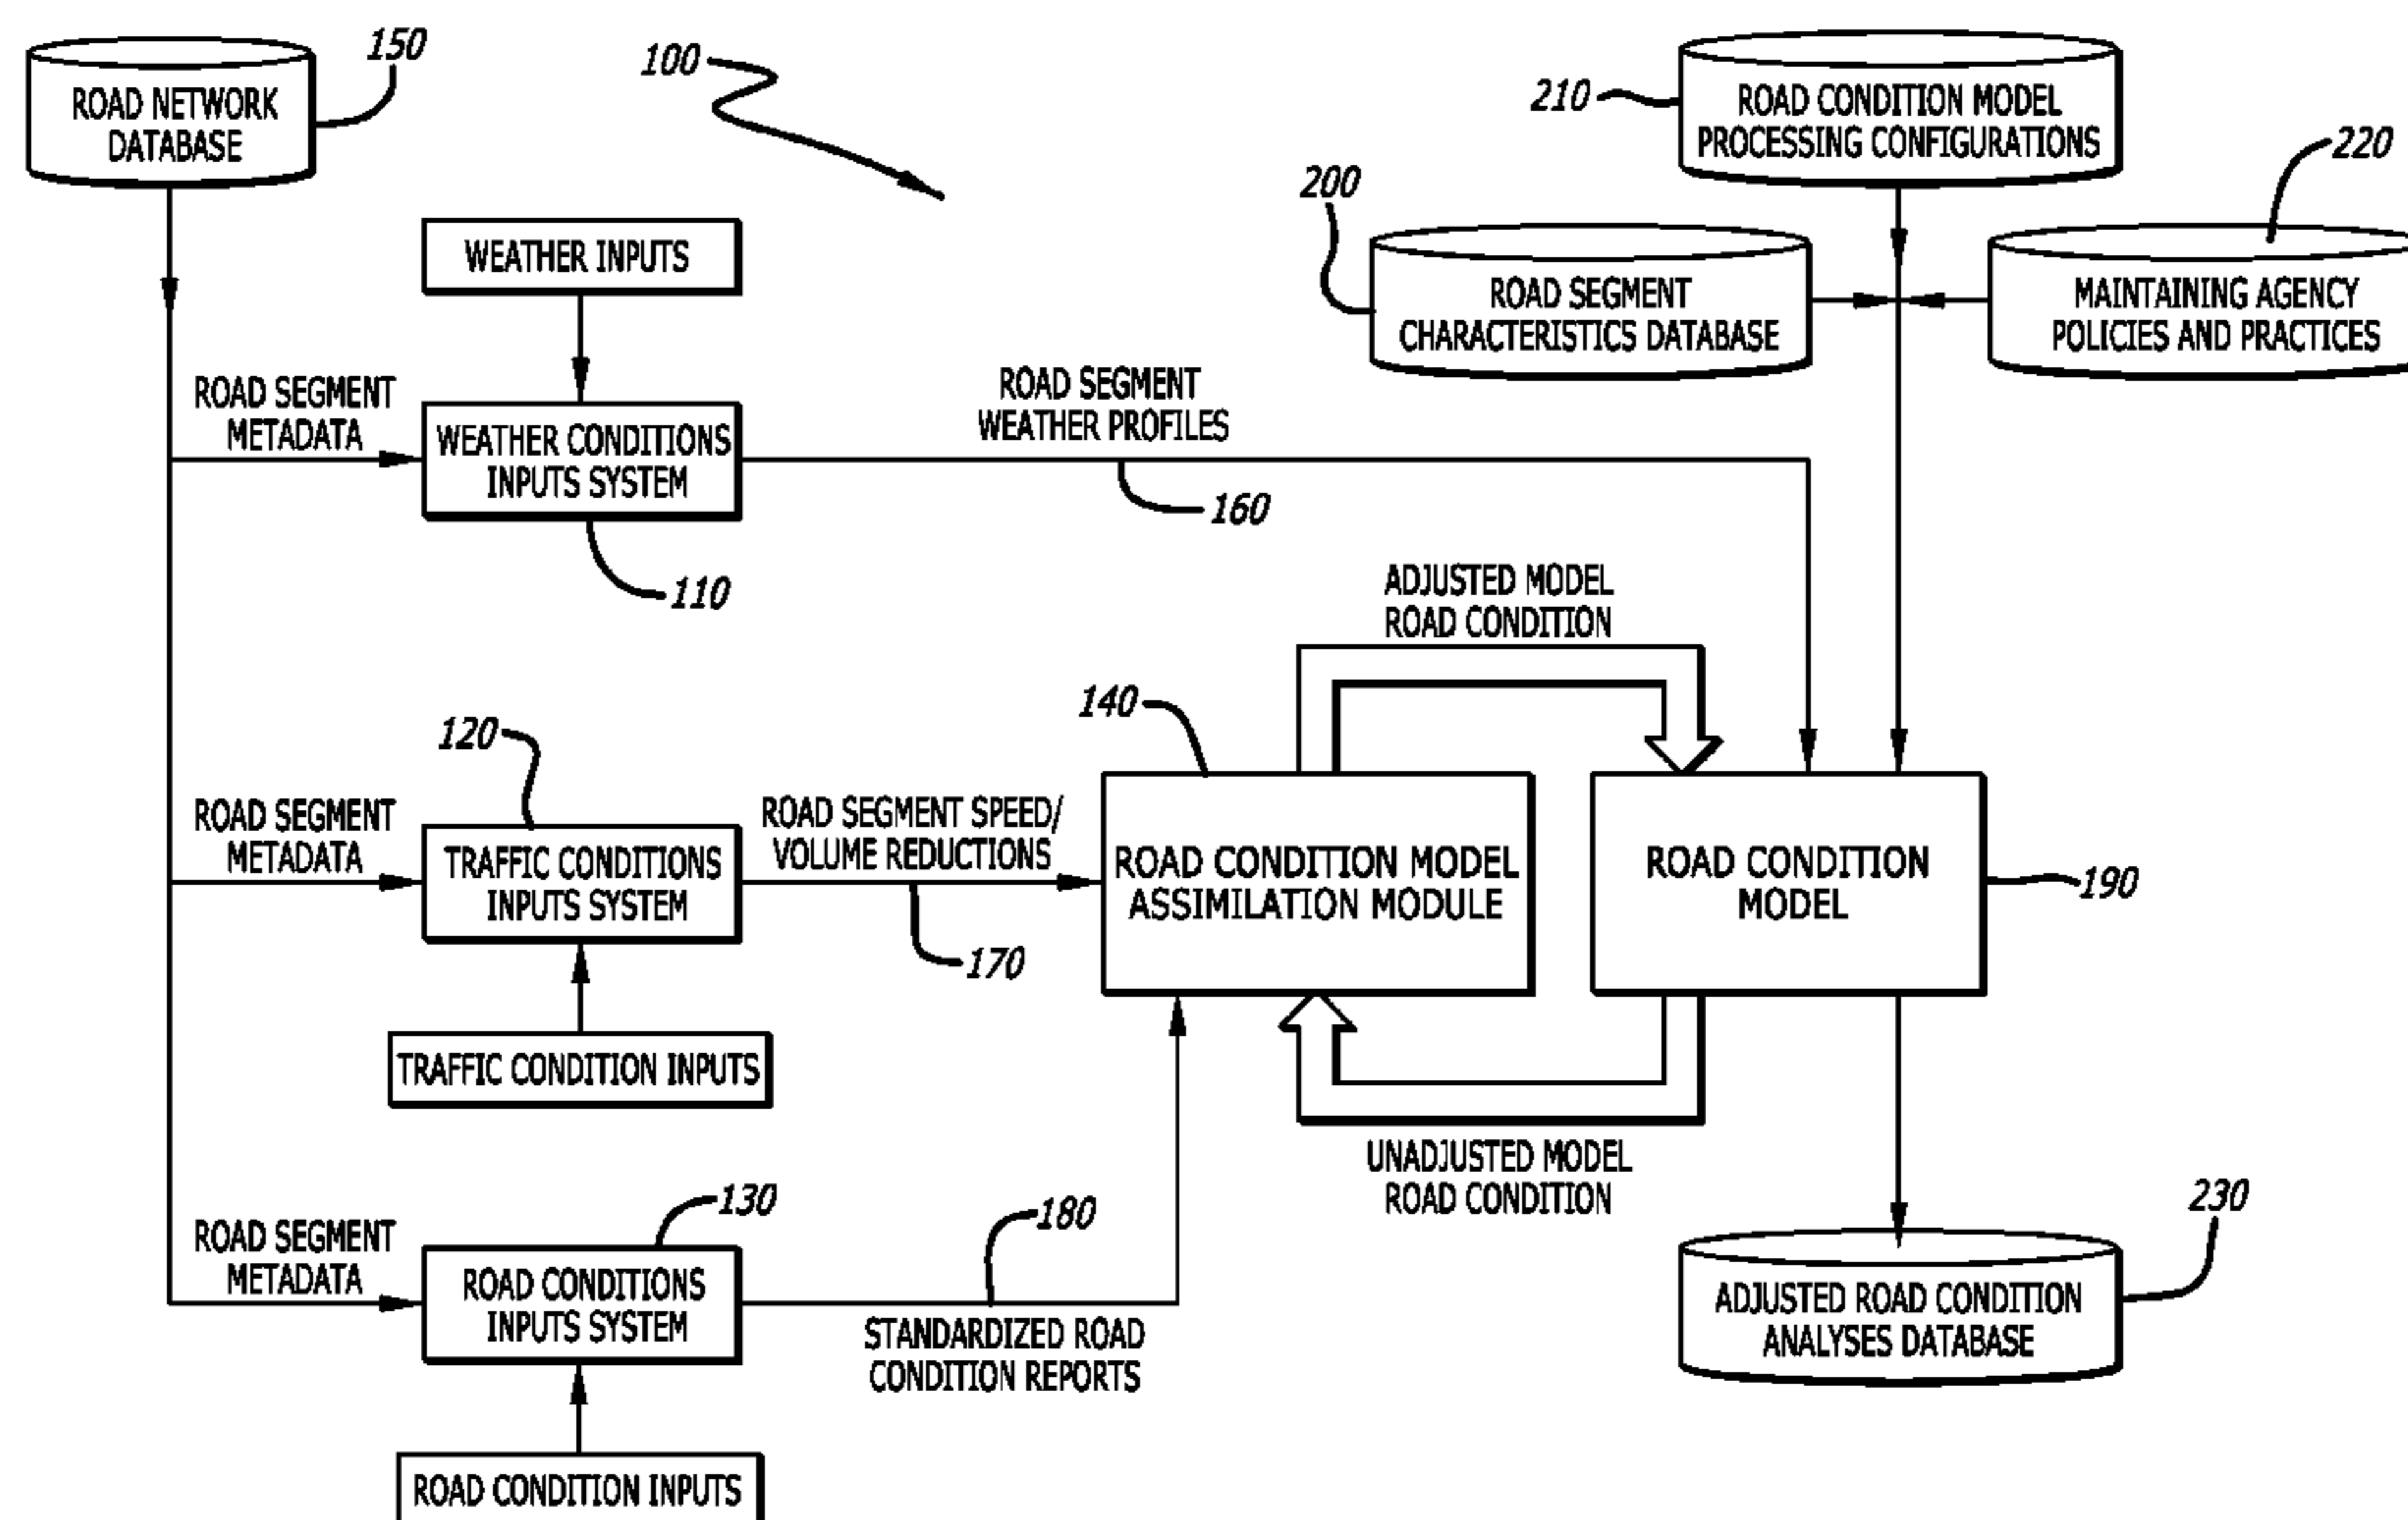 150
ROAD NETWORK
DATABASE
100
210
ROAD CONDITION MODEL
PROCESSING CONFIGURATIONS
220
200
WEATHER INPUTS
ROAD SEGMENT
CHARACTERISTICS DATABASE
MAINTAINING AGENCY
POLICIES AND PRACTICES
ROAD SEGMENT
METADATA
WEATHER CONDITIONS
INPUTS SYSTEM
ROAD SEGMENT
WEATHER PROFILES
160
110
ADJUSTED MODEL
ROAD CONDITION
140
120
ROAD SEGMENT
METADATA
TRAFFIC CONDITIONS
INPUTS SYSTEM
ROAD SEGMENT SPEED/
VOLUME REDUCTIONS
170
ROAD CONDITION MODEL
ASSIMILATION MODULE
ROAD CONDITION
MODEL
190
TRAFFIC CONDITION INPUTS
UNADJUSTED MODEL
ROAD CONDITION
130
180
230
ROAD SEGMENT
METADATA
ROAD CONDITIONS
INPUTS SYSTEM
STANDARDIZED ROAD
CONDITION REPORTS
ADJUSTED ROAD CONDITION
ANALYSES DATABASE
ROAD CONDITION INPUTS